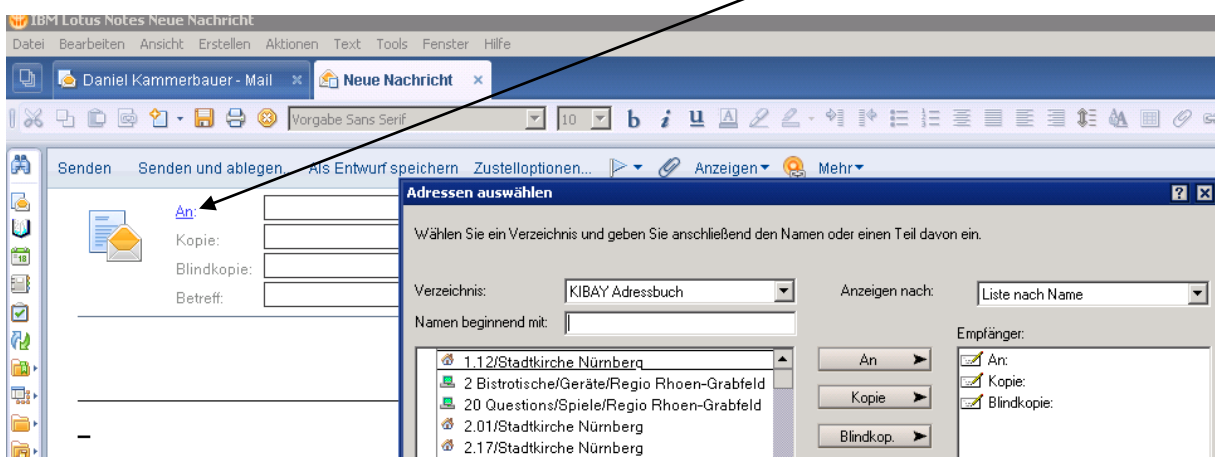 IBM Lotus Notes Neue Nachricht
Datei Bearbeiten Ansicht Erstellen Aktionen Text Tools Fenster Hilfe
Daniel Kammerbauer - Mail × Neue Nachricht ×
Vorgabe Sans Serif 10 b i u A
Senden Senden und ablegen... Als Entwurf speichern Zustelloptionen... Anzeigen Mehr
An:
Kopie:
Blindkopie:
Betreff:
Adressen auswählen
Wählen Sie ein Verzeichnis und geben Sie anschließend den Namen oder einen Teil davon ein.
Verzeichnis: KIBAY Adressbuch Anzeigen nach: Liste nach Name
Namen beginnend mit:
1.12/Stadtkirche Nürnberg
2 Bistrotische/Geräte/Regio Rhoen-Grabfeld
20 Questions/Spiele/Regio Rhoen-Grabfeld
2.01/Stadtkirche Nürnberg
2.17/Stadtkirche Nürnberg
An
Kopie
Blindkop.
Empfänger:
An:
Kopie:
Blindkopie: